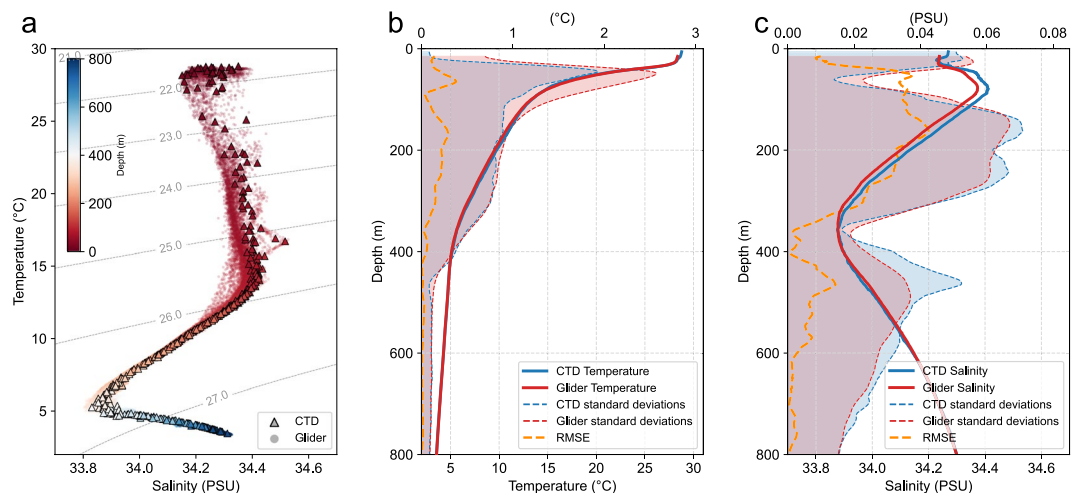 a
30
25
20
15
10
5
Temperature (°C)
33.8
34.0
34.2
34.4
34.6
Salinity (PSU)
800
600
400
200
0
Depth (m)
21.0
22.0
23.0
24.0
25.0
26.0
27.0
CTD
Glider
b
(°C)
0
1
2
3
0
200
400
600
800
Depth (m)
5
10
15
20
25
30
Temperature (°C)
CTD Temperature
Glider Temperature
CTD standard deviations
Glider standard deviations
RMSE
c
(PSU)
0.00
0.02
0.04
0.06
0.08
0
200
400
600
800
Depth (m)
33.8
34.0
34.2
34.4
34.6
Salinity (PSU)
CTD Salinity
Glider Salinity
CTD standard deviations
Glider standard deviations
RMSE